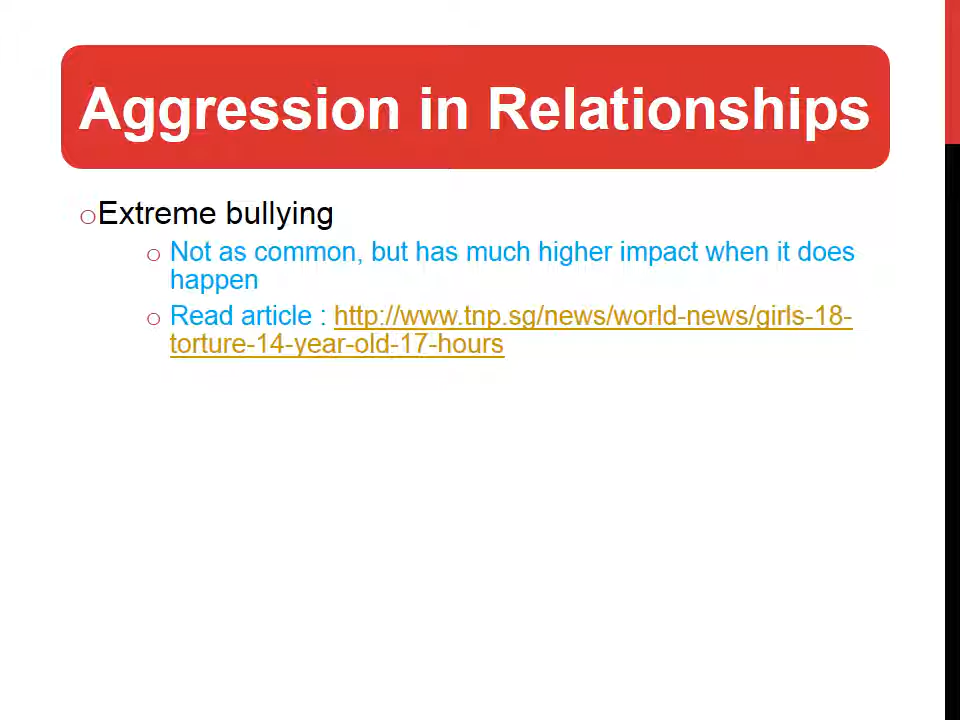 Aggression in Relationships
oExtreme bullying
o Not as common, but has much higher impact when it does
happen
o Read article : http://www.tnp.sg/news/world-news/girls-18-
torture-14-year-old-17-hours